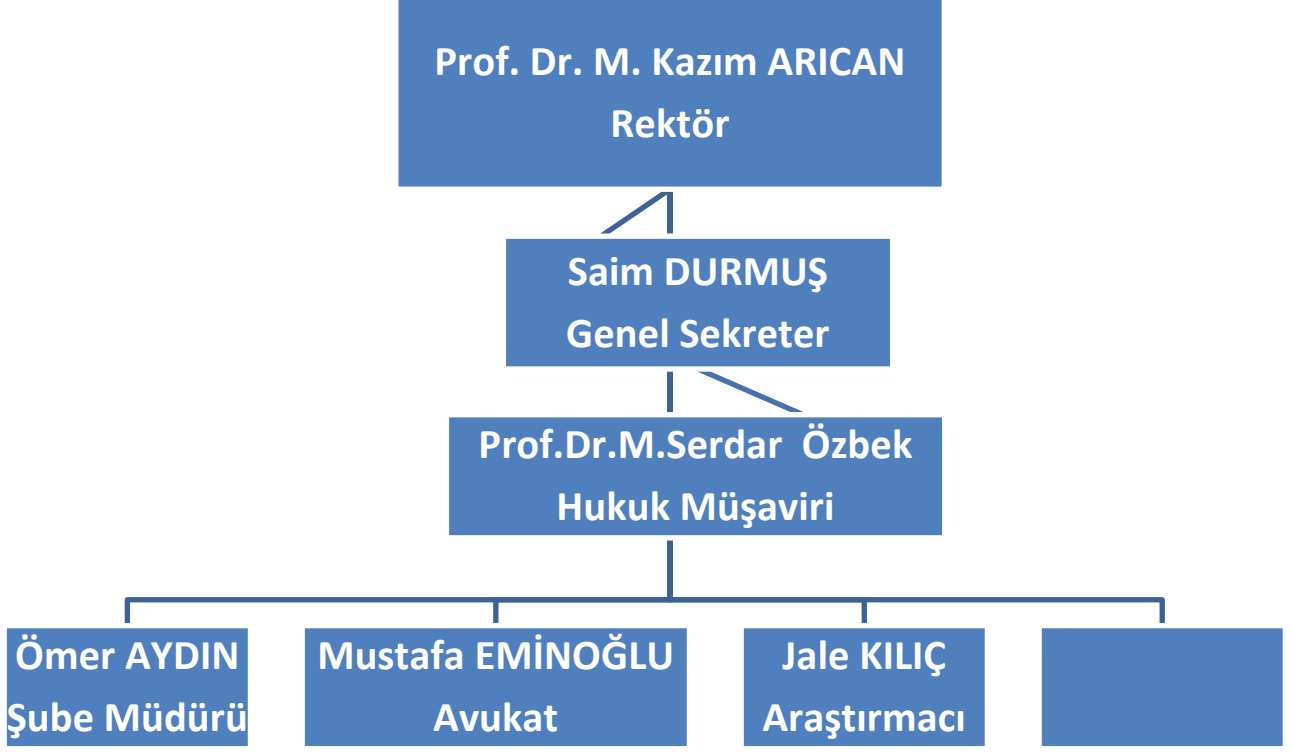 Prof. Dr. M. Kazım ARICAN
Rektör
Saim DURMUŞ
Genel Sekreter
Prof.Dr.M.Serdar  Özbek
Hukuk Müşaviri
Ömer AYDIN
Şube Müdürü
Mustafa EMİNOĞLU
Avukat
Jale KILIÇ
Araştırmacı